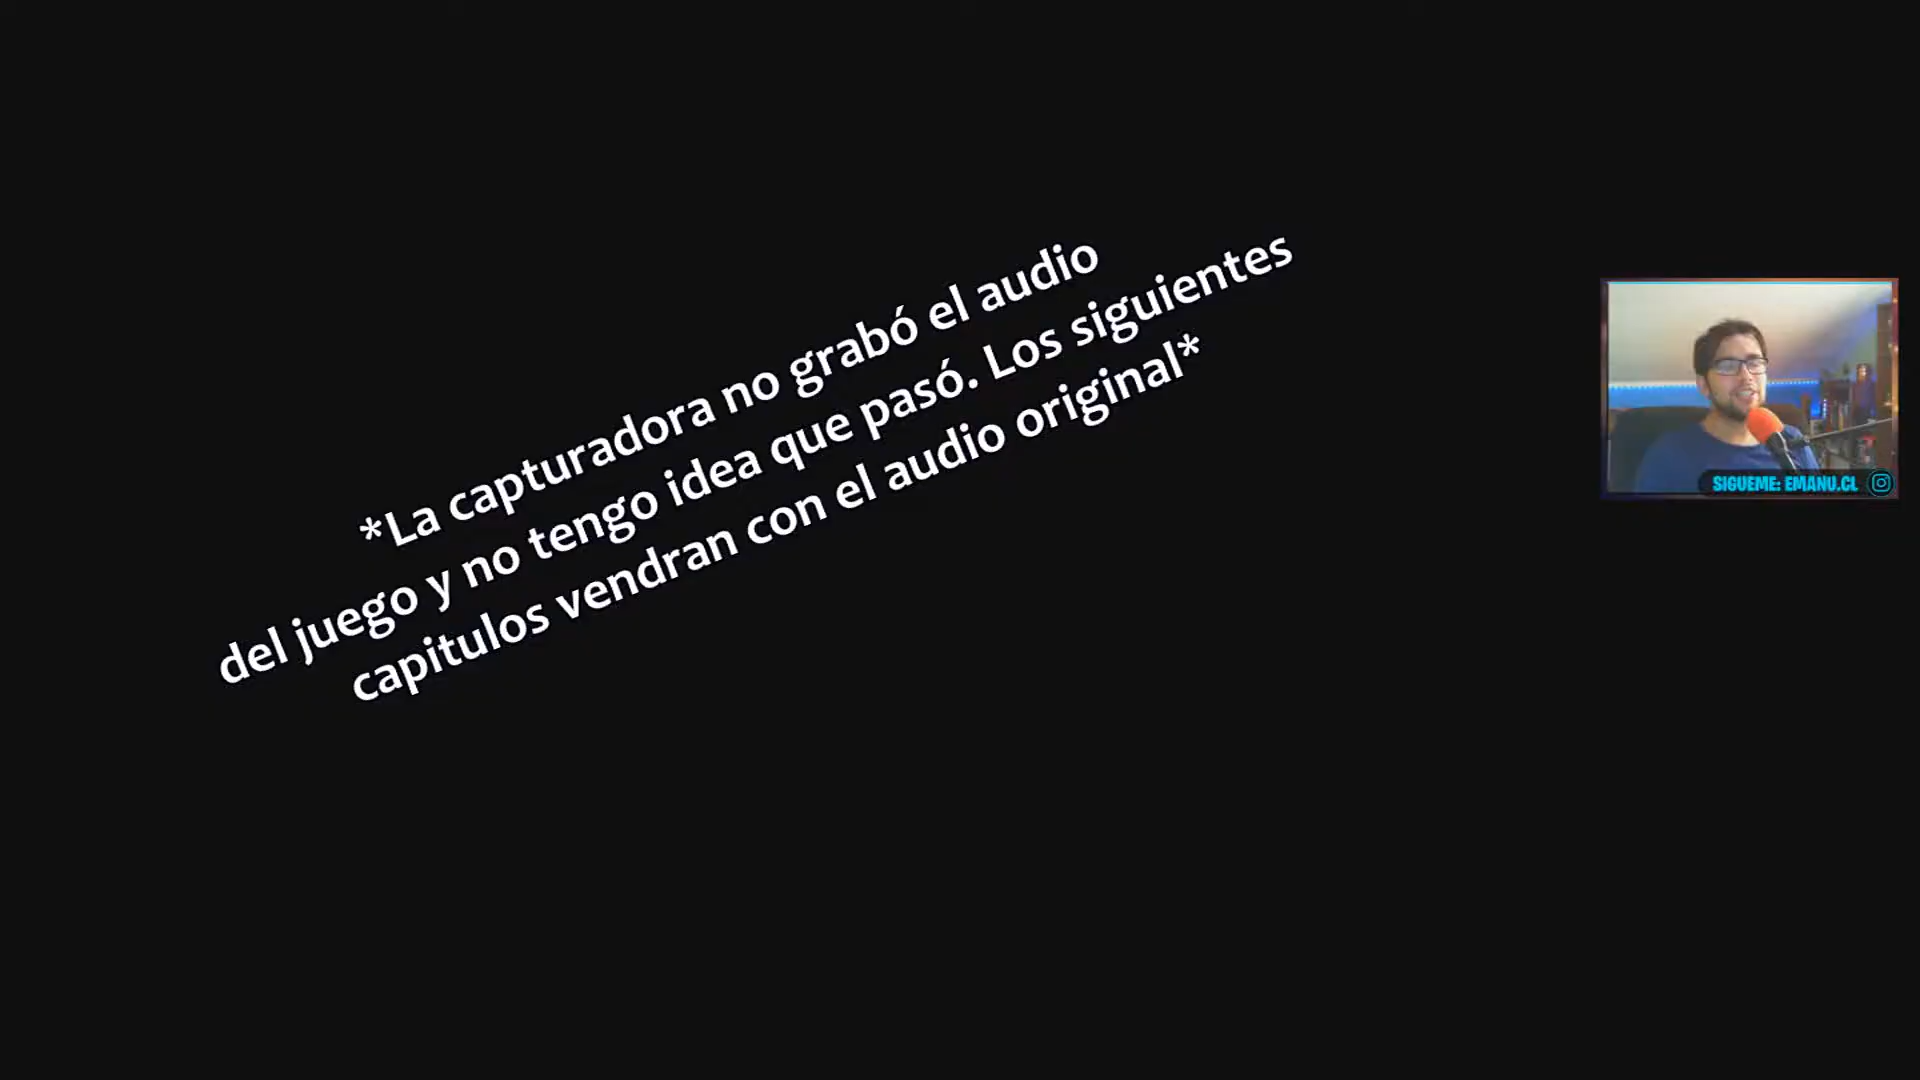 *La capturadora no grabó el audio
del juego y no tengo idea que pasó. Los siguientes
capitulos vendran con el audio original*
SIGUEME: EMANU.CL